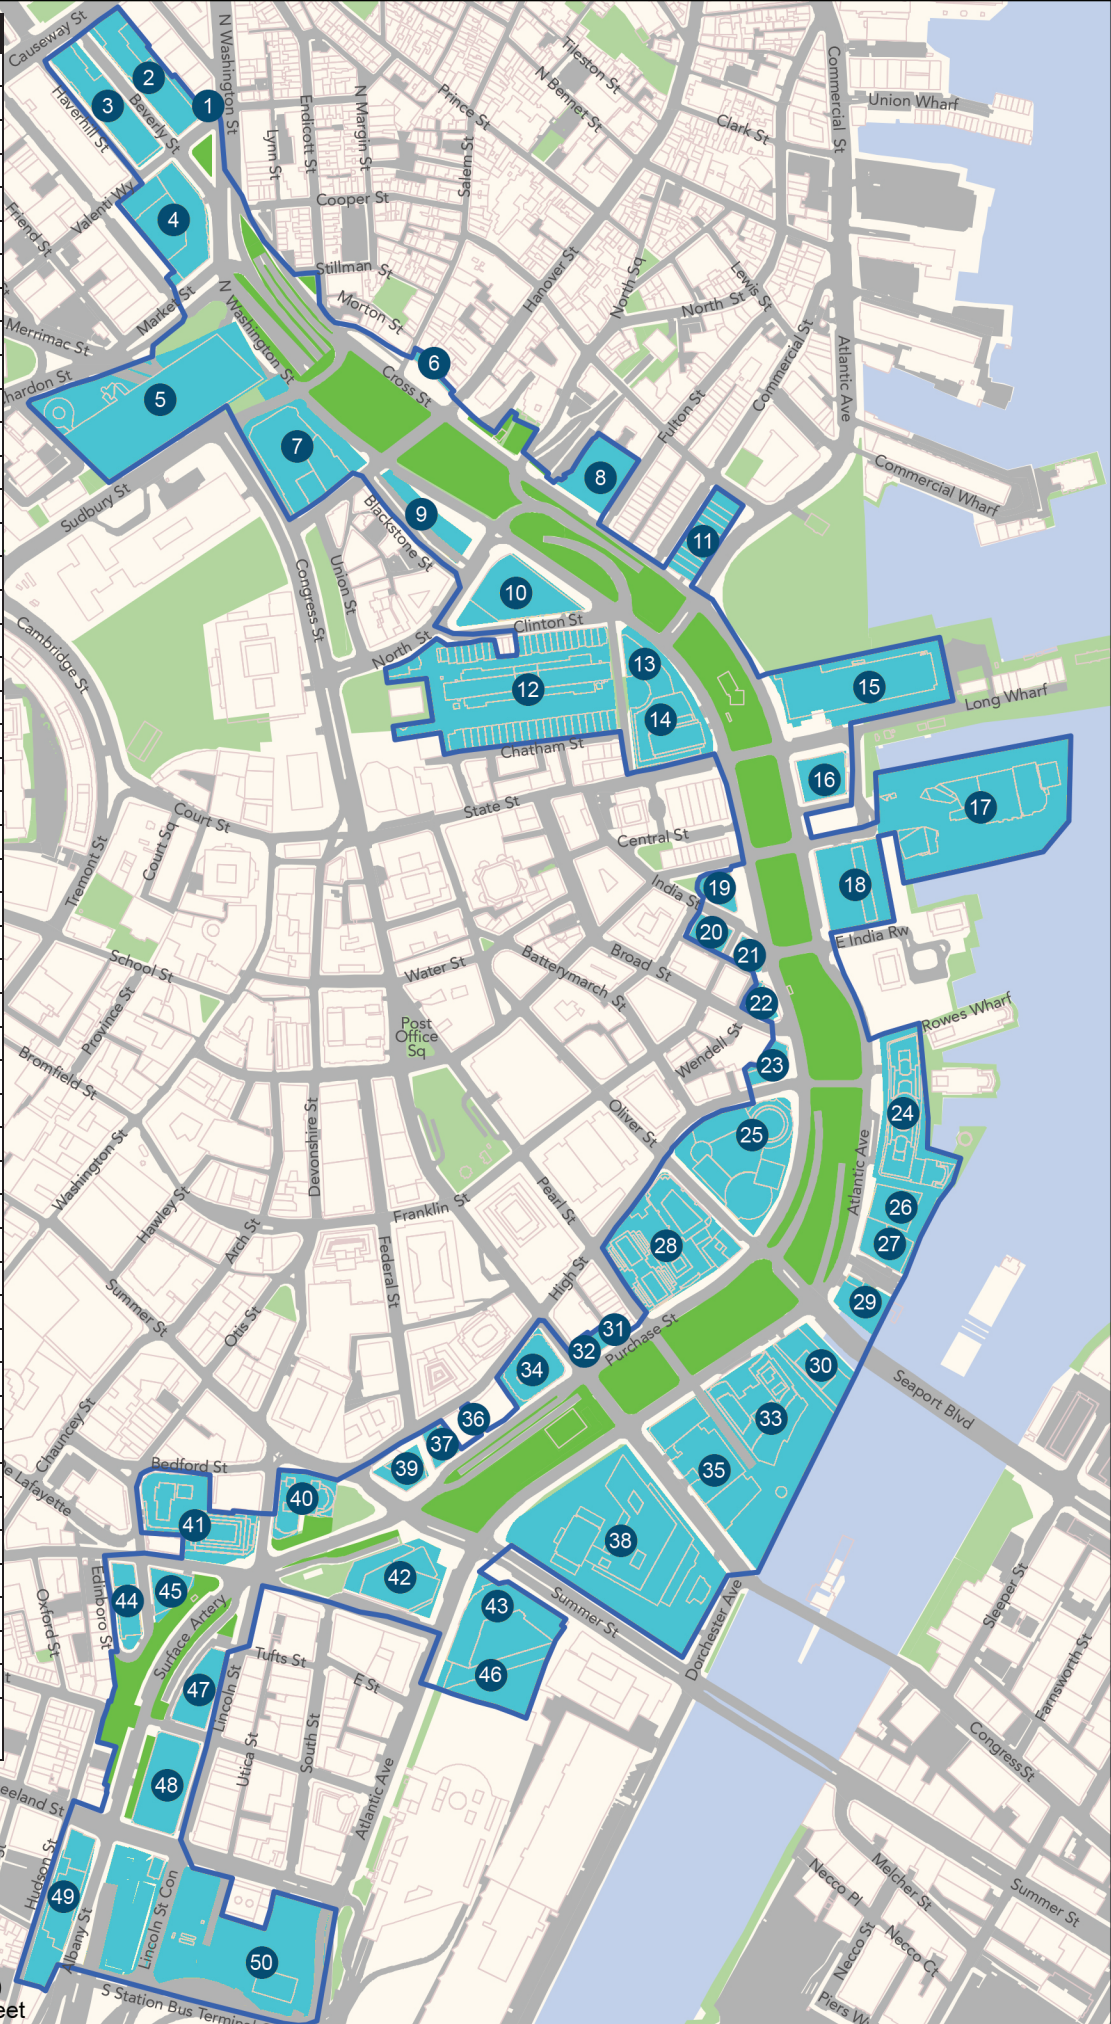 Causeway St
N Washington St
Tileston St
N Bennet St
Commercial St
Union Wharf
2
3
1
Haverhill St
Beverly St
Lynn St
Endicott St
N Margin St
Prince St
Salem St
Clark St
Valenti Wy
Friend St
4
Cooper St
Stillman St
Hanover St
North Sq
Lewis St
North St
Market St
Merrimac St
N Washington St
Morton St
Commercial St
Atlantic Ave
hardon St
5
6
Cross St
Fulton St
7
8
Sudbury St
9
Blackstone St
11
Commercial Wharf
Congress St
Union St
10
Clinton St
North St
Cambridge St
12
13
14
15
Long Wharf
Chatham St
16
17
State St
Court St
Court Sq
Central St
Tremont St
18
19
India St
20
21
E India Rw
School St
Water St
Batterymarch St
Broad St
22
Rowes Wharf
Province St
Post
Office
Sq
Wendell St
23
Bromfield St
24
Oliver St
25
Devonshire St
Washington St
Hawley St
Arch St
Franklin St
Pearl St
Atlantic Ave
26
27
28
Federal St
High St
Summer St
Otis St
29
31
32
Purchase St
30
34
Seaport Blvd
33
36
37
35
Chauncey St
39
Bedford St
40
e Lafayette
41
38
42
Edinboro St
44
45
43
Summer St
Oxford St
Surface Artery
Dorchester Ave
Sleeper St
Tufts St
46
E St
47
Lincoln St
Farnsworth St
Utica St
South St
Congress St
48
eeland St
Atlantic Ave
Hudson St
49
Albany St
Lincoln St Con
Necco Pl
Melcher St
Summer St
Necco St
Necco Ct
50
S Station Bus Terminal
Piers W
eet